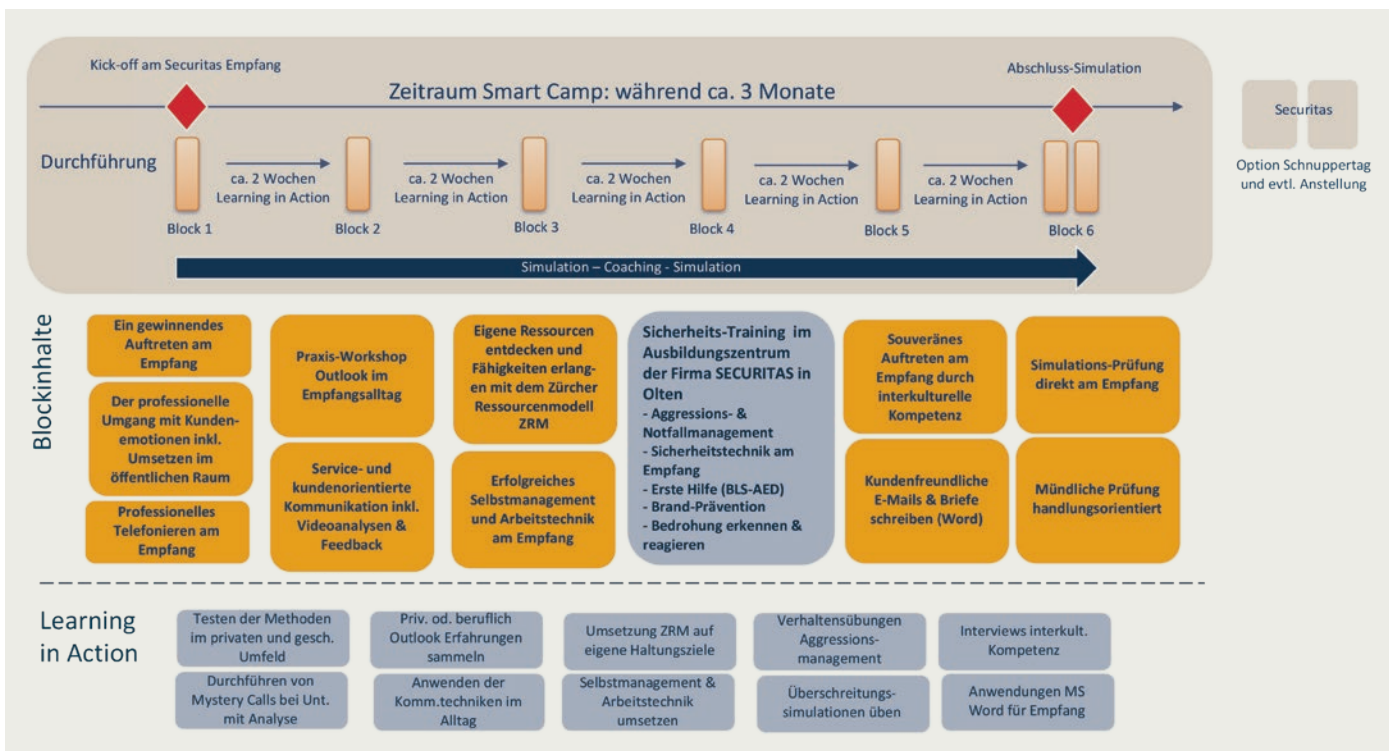 Kick-off am Securitas Empfang
Abschluss-Simulation
Zeitraum Smart Camp: während ca. 3 Monate
Securitas
Option Schnuppertag
und evtl. Anstellung
Durchführung
ca. 2 Wochen
Learning in Action
ca. 2 Wochen
Learning in Action
ca. 2 Wochen
Learning in Action
ca. 2 Wochen
Learning in Action
ca. 2 Wochen
Learning in Action
Block 1
Block 2
Block 3
Block 4
Block 5
Block 6
Simulation – Coaching - Simulation
Blockinhalte
Ein gewinnendes
Auftreten am
Empfang
Der professionelle
Umgang mit Kunden-
emotionen inkl.
Umsetzen im
öffentlichen Raum
Professionelles
Telefonieren am
Empfang
Praxis-Workshop
Outlook im
Empfangsalltag
Service- und
kundenorientierte
Kommunikation inkl.
Videoanalysen &
Feedback
Eigene Ressourcen
entdecken und
Fähigkeiten erlang-
en mit dem Zürcher
Ressourcenmodell
ZRM
Erfolgreiches
Selbstmanagement
und Arbeitstechnik
am Empfang
Sicherheits-Training im
Ausbildungszentrum
der Firma SECURITAS in
Olten
- Aggressions- &
Notfallmanagement
- Sicherheitstechnik am
Empfang
- Erste Hilfe (BLS-AED)
- Brand-Prävention
- Bedrohung erkennen &
reagieren
Souveränes
Auftreten am
Empfang durch
interkulturelle
Kompetenz
Kundenfreundliche
E-Mails & Briefe
schreiben (Word)
Simulations-Prüfung
direkt am Empfang
Mündliche Prüfung
handlungsorientiert
Learning
in Action
Testen der Methoden
im privaten und gesch.
Umfeld
Durchführen von
Mystery Calls bei Unt.
mit Analyse
Priv. od. beruflich
Outlook Erfahrungen
sammeln
Anwenden der
Komm.techniken im
Alltag
Umsetzung ZRM auf
eigene Haltungsziele
Selbstmanagement &
Arbeitstechnik
umsetzen
Verhaltensübungen
Aggressions-
management
Überschreitungs-
simulationen üben
Interviews interkult.
Kompetenz
Anwendungen MS
Word für Empfang